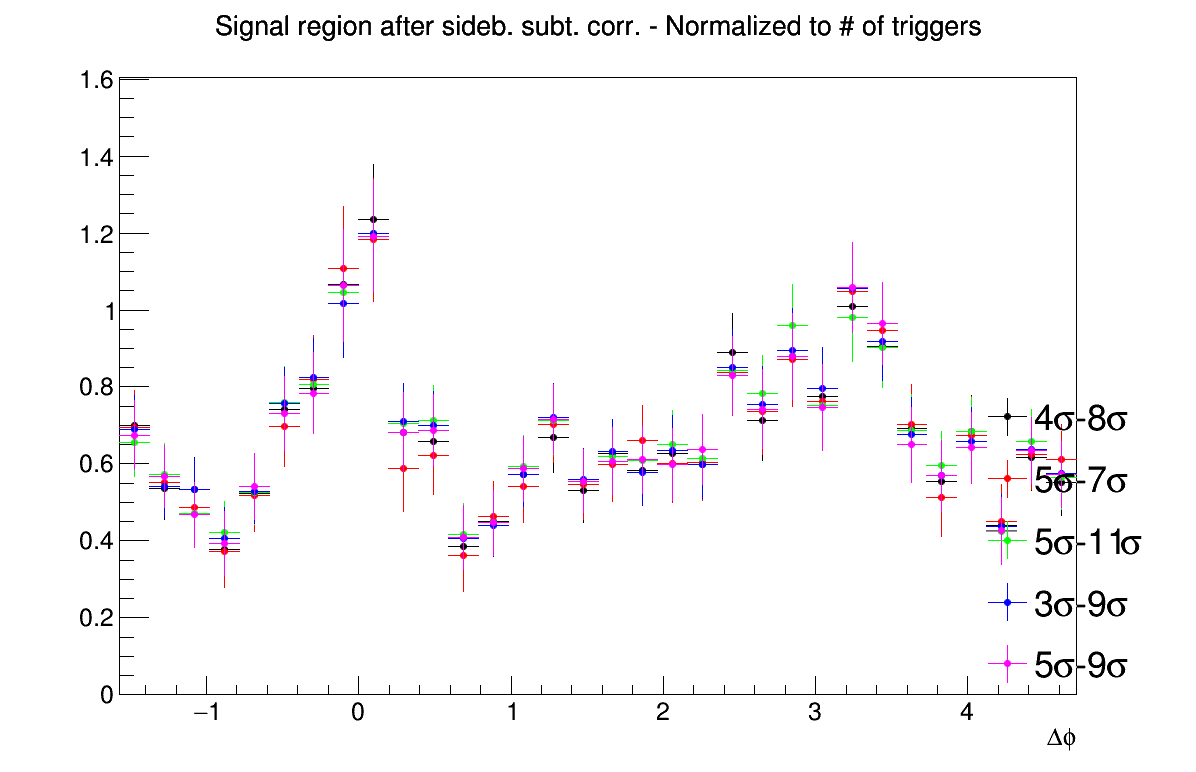 Signal region after sideb. subt. corr. - Normalized to # of triggers
1.6
1.4
1.2
1
0.8
0.6
0.4
0.2
0
4σ-8σ
5σ-7σ
5σ-11σ
3σ-9σ
5σ-9σ
−1 0 1 2 3 4
Δϕ